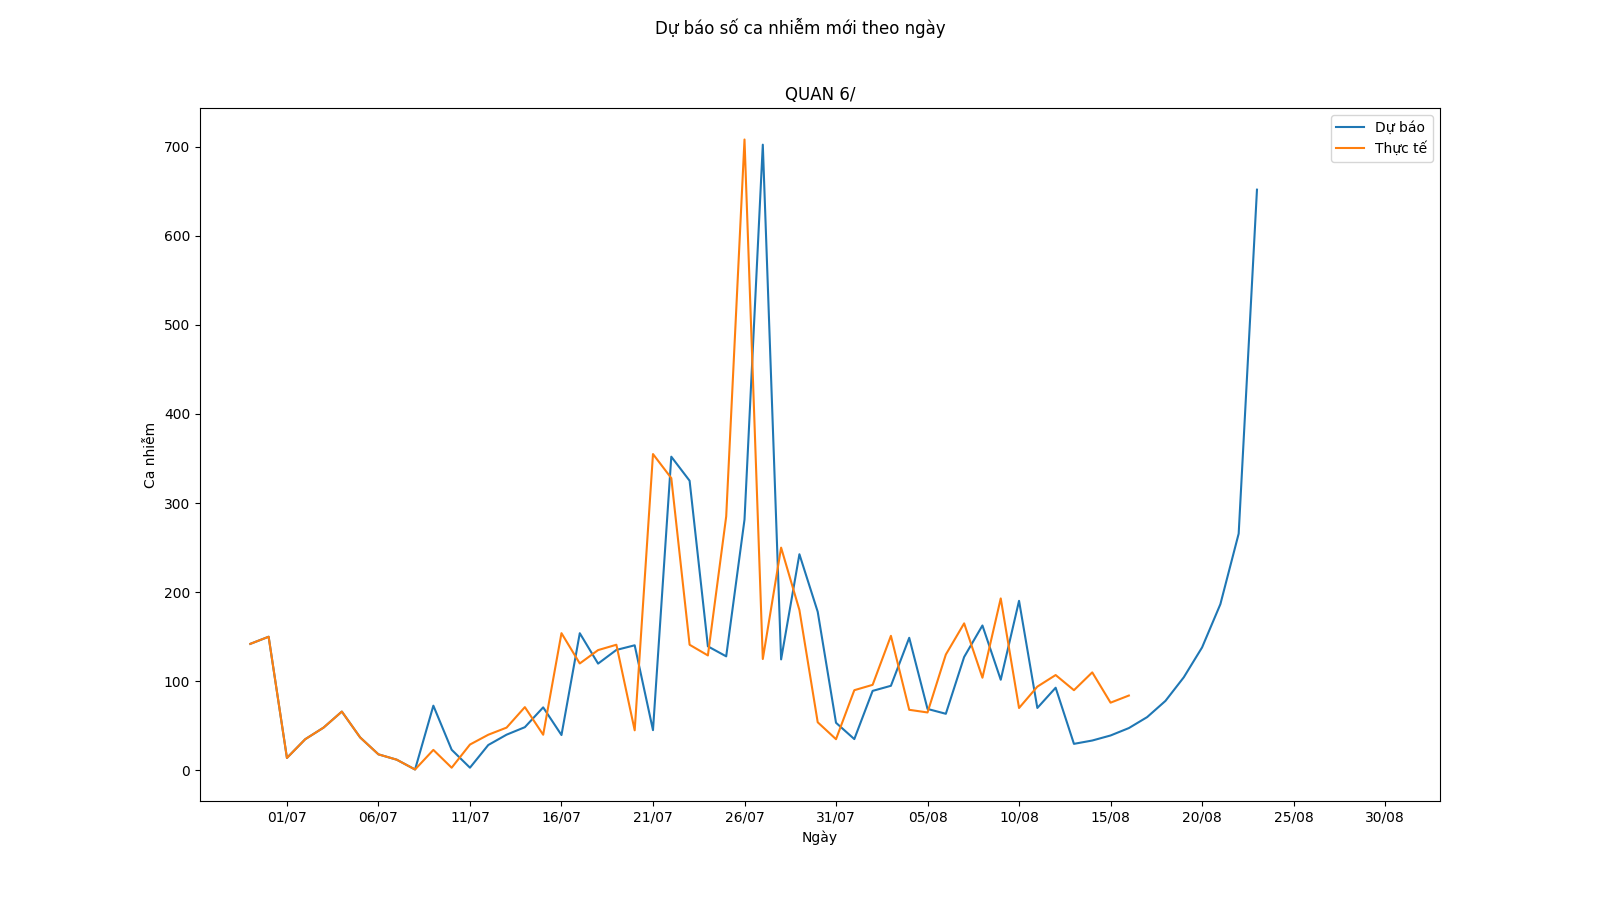 Dự báo số ca nhiễm mới theo ngày
QUAN 6/
Dự báo
Thực tế
700
600
500
400
300
200
100
0
Ca nhiễm
01/07 06/07 11/07 16/07 21/07 26/07 31/07 05/08 10/08 15/08 20/08 25/08 30/08
Ngày